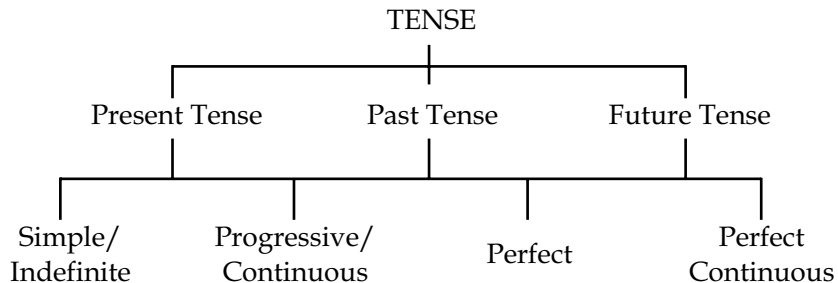 TENSE
Present Tense Past Tense Future Tense
Simple/
Indefinite
Progressive/
Continuous
Perfect
Perfect
Continuous